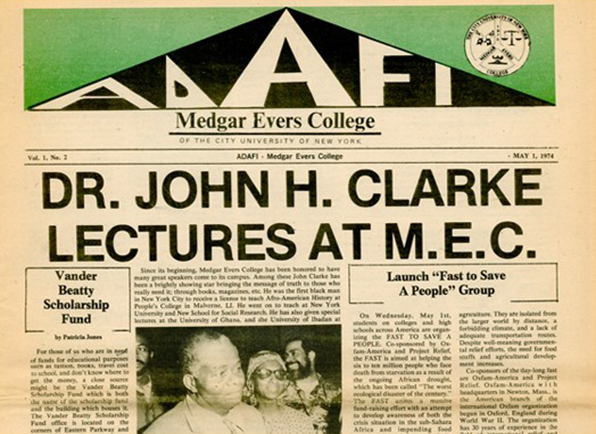 ADAFI
THE CITY UNIVERSITY OF NEW YORK
MEDGAR EVERS
COLLEGE
Medgar Evers College
OF THE CITY UNIVERSITY OF NEW YORK
Vol. 1, No. 2
ADAFI - Medgar Evers College
- MAY 1, 1974
DR. JOHN H. CLARKE
LECTURES AT M.E.C.
Vander
Beatty
Scholarship
Fund
by Patricia Jones
For those of us who are in need
of funds for educational purposes
such as tuition, books, travel cost
to school, and don't know where to
get the money, a close source
might be the Vander Beatty
Scholarship Fund which is both
the name of the scholarship fund
and the building which houses it.
The Vander Beatty Scholarship
Fund office is located on the
corners of Eastern Parkway and
Since its beginning, Medgar Evers College has been honored to have
many great speakers come to its campus. Among these John Clarke has
been a brightly shining star bringing the message of truth to those who
really need it; through books, magazines, etc. He was the first black man
in New York City to receive a license to teach Afro-American History at
People's College in Malverne, LI. He went on to teach at New York
University and New School for Social Research. He has also given special
lectures at the University of Ghana, and the University of Ibadan at
Launch "Fast to Save
A People" Group
On Wednesday, May 1st,
students on colleges and high
schools across America are organ-
izing the FAST TO SAVE A
PEOPLE. Co-sponsored by Ox-
fam-America and Project Relief,
the FAST is aimed at helping the
six to ten million people who face
death from starvation as a result of
the ongoing African drought,
which has been called "The worst
ecological disaster of the century."
The FAST unites a massive
fund-raising effort with an attempt
to develop awareness of both the
crisis situation in the sub-Sahara
Africa and impending food
agriculture. They are isolated from
the larger world by distance, a
forbidding climate, and a lack of
adequate transportation routes.
Despite well-meaning governmen-
tal relief efforts, the need for food
stuffs and agricultural develop-
ment increases.
Co-sponsors of the day-long fast
are Oxfam-America and Project
Relief. Oxfam-America with
headquarters in Newton, Mass., is
the American branch of the
international Oxfam organization
begun in Oxford, England during
World War II. The organization
has 30 years of experience in the